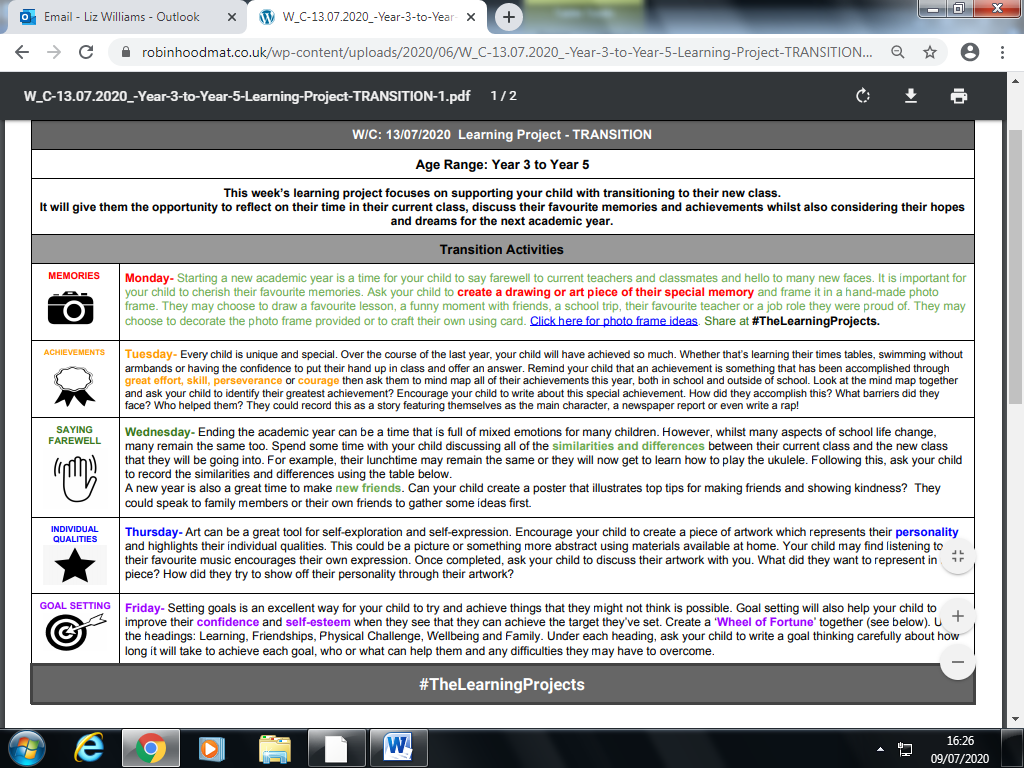 Email - Liz Williams - Outlook
W_C-13.07.2020_-Year-3-to-Year-
robinhoodmat.co.uk/wp-content/uploads/2020/06/W_C-13.07.2020_-Year-3-to-Year-5-Learning-Project-TRANSITION...
W_C-13.07.2020_-Year-3-to-Year-5-Learning-Project-TRANSITION-1.pdf 1 / 2
W/C: 13/07/2020 Learning Project - TRANSITION
Age Range: Year 3 to Year 5
This week's learning project focuses on supporting your child with transitioning to their new class.
It will give them the opportunity to reflect on their time in their current class, discuss their favourite memories and achievements whilst also considering their hopes
and dreams for the next academic year.
Transition Activities
MEMORIES
Monday- Starting a new academic year is a time for your child to say farewell to current teachers and classmates and hello to many new faces. It is important for
your child to cherish their favourite memories. Ask your child to create a drawing or art piece of their special memory and frame it in a hand-made photo
frame. They may choose to draw a favourite lesson, a funny moment with friends, a school trip, their favourite teacher or a job role they were proud of. They may
choose to decorate the photo frame provided or to craft their own using card. Click here for photo frame ideas. Share at #TheLearningProjects.
ACHIEVEMENTS
Tuesday- Every child is unique and special. Over the course of the last year, your child will have achieved so much. Whether that's learning their times tables, swimming without
armbands or having the confidence to put their hand up in class and offer an answer. Remind your child that an achievement is something that has been accomplished through
great effort, skill, perseverance or courage then ask them to mind map all of their achievements this year, both in school and outside of school. Look at the mind map together
and ask your child to identify their greatest achievement? Encourage your child to write about this special achievement. How did they accomplish this? What barriers did they
face? Who helped them? They could record this as a story featuring themselves as the main character, a newspaper report or even write a rap!
SAYING
FAREWELL
Wednesday- Ending the academic year can be a time that is full of mixed emotions for many children. However, whilst many aspects of school life change,
many remain the same too. Spend some time with your child discussing all of the similarities and differences between their current class and the new class
that they will be going into. For example, their lunchtime may remain the same or they will now get to learn how to play the ukulele. Following this, ask your child
to record the similarities and differences using the table below.
A new year is also a great time to make new friends. Can your child create a poster that illustrates top tips for making friends and showing kindness? They
could speak to family members or their own friends to gather some ideas first.
INDIVIDUAL
QUALITIES
Thursday- Art can be a great tool for self-exploration and self-expression. Encourage your child to create a piece of artwork which represents their personality
and highlights their individual qualities. This could be a picture or something more abstract using materials available at home. Your child may find listening to
their favourite music encourages their own expression. Once completed, ask your child to discuss their artwork with you. What did they want to represent in
piece? How did they try to show off their personality through their artwork?
GOAL SETTING
Friday- Setting goals is an excellent way for your child to try and achieve things that they might not think is possible. Goal setting will also help your child to
improve their confidence and self-esteem when they see that they can achieve the target they've set. Create a 'Wheel of Fortune' together (see below).
the headings: Learning, Friendships, Physical Challenge, Wellbeing and Family. Under each heading, ask your child to write a goal thinking carefully about how
long it will take to achieve each goal, who or what can help them and any difficulties they may have to overcome.
#TheLearningProjects
16:26
09/07/2020